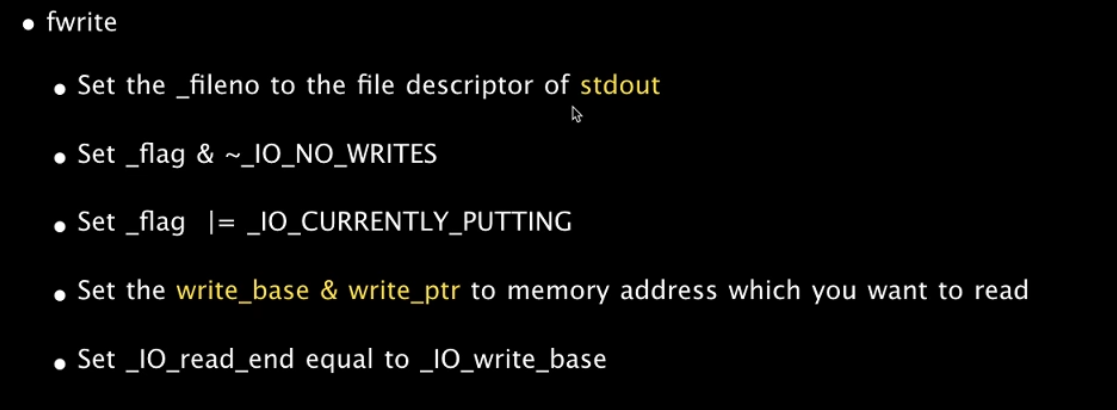 • fwrite
• Set the _fileno to the file descriptor of stdout
• Set _flag & ~_IO_NO_WRITES
• Set _flag |= _IO_CURRENTLY_PUTTING
• Set the write_base & write_ptr to memory address which you want to read
• Set _IO_read_end equal to _IO_write_base